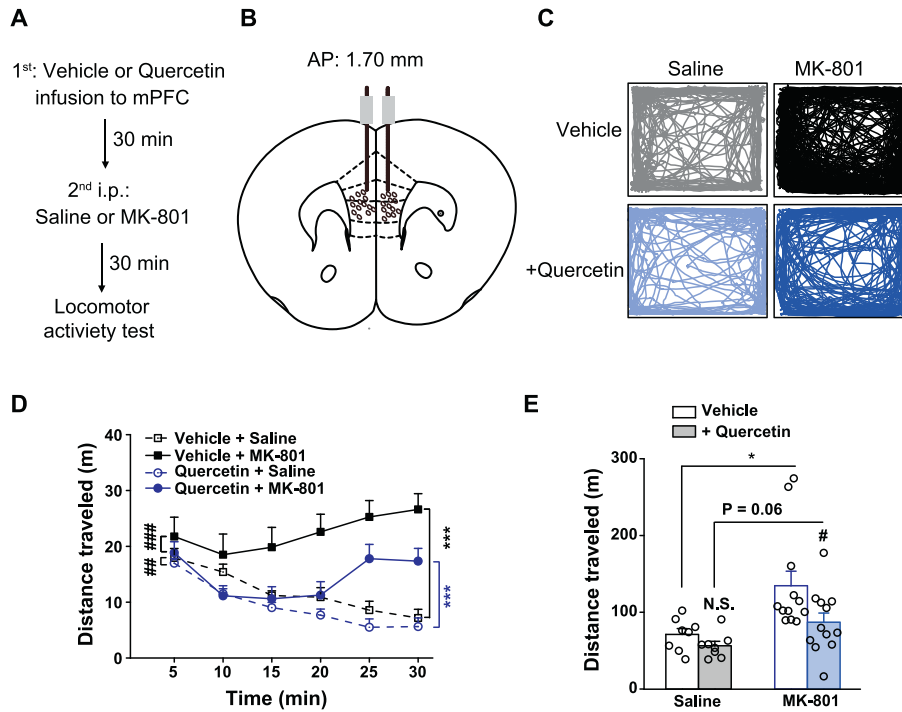 A
1st: Vehicle or Quercetin
infusion to mPFC
30 min
2nd i.p.:
Saline or MK-801
30 min
Locomotor
activiety test
B
AP: 1.70 mm
C
Saline MK-801
Vehicle
+Quercetin
D
Vehicle + Saline
Vehicle + MK-801
Quercetin + Saline
Quercetin + MK-801
Distance traveled (m)
40
30
20
10
0
###
##
***
***
5 10 15 20 25 30
Time (min)
E
Vehicle
+ Quercetin
Distance traveled (m)
300
200
100
0
*
P = 0.06
#
N.S.
Saline MK-801